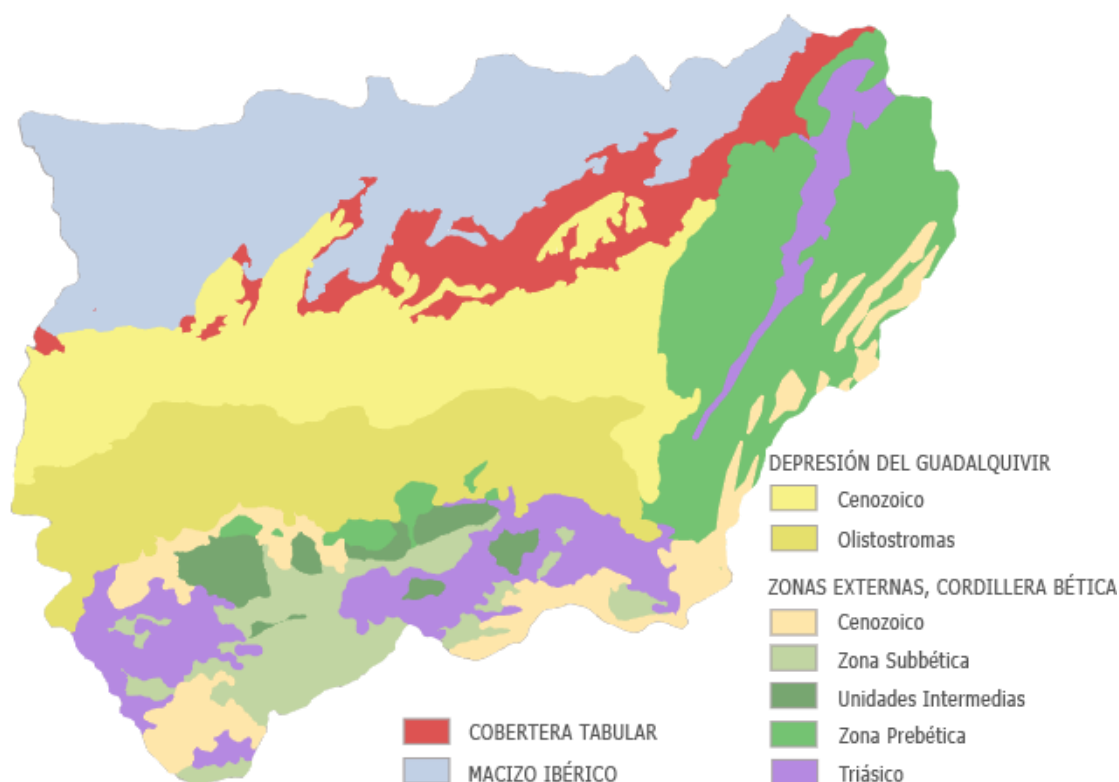 DEPRESIÓN DEL GUADALQUIVIR
Cenozoico
Olistostromas
ZONAS EXTERNAS, CORDILLERA BÉTICA
Cenozoico
Zona Subbética
Unidades Intermedias
Zona Prebética
Triásico
COBERTERA TABULAR
MACIZO IBÉRICO